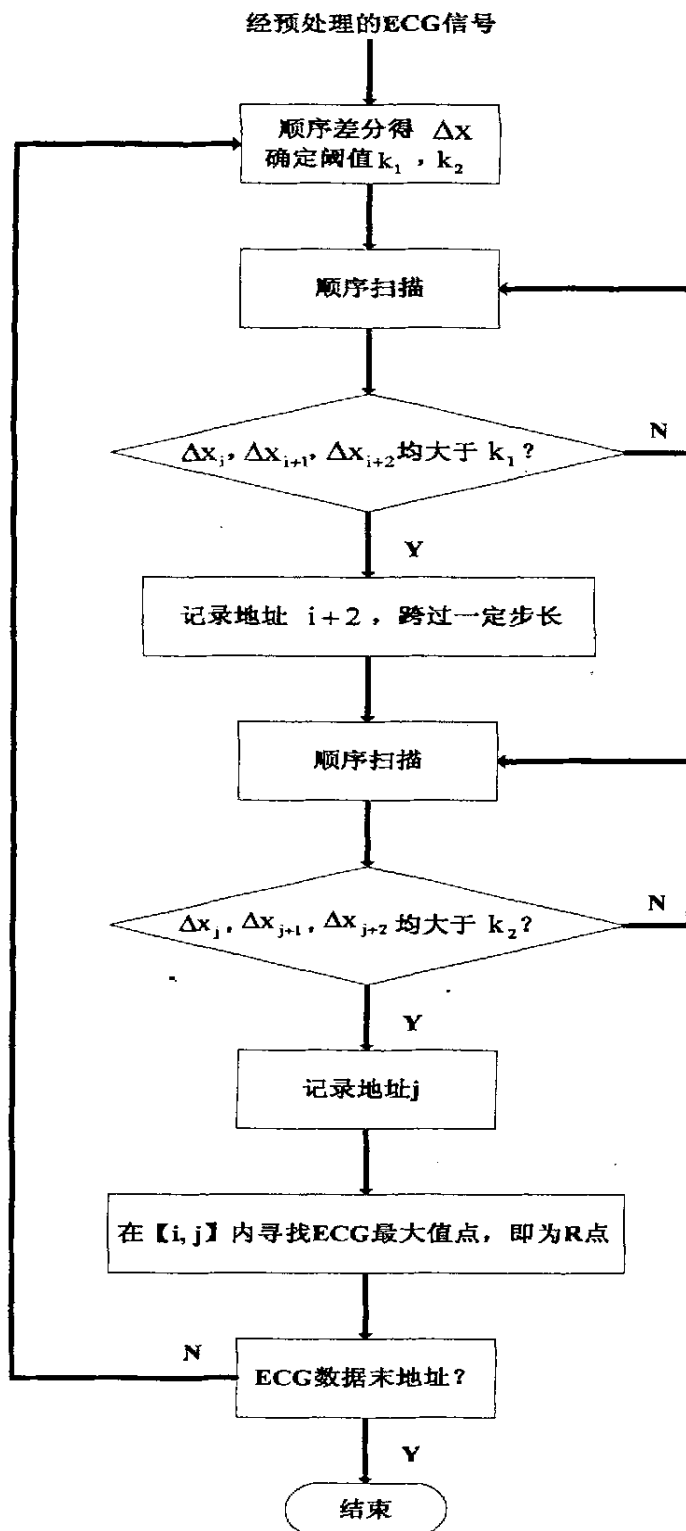 经预处理的ECG信号
顺序差分得 ΔX
确定阈值 k₁ , k₂
顺序扫描
Δxᵢ, Δxᵢ₊₁, Δxᵢ₊₂ 均大于 k₁ ?
N
Y
记录地址 i+2 , 跨过一定步长
顺序扫描
Δxⱼ, Δxⱼ₊₁, Δxⱼ₊₂ 均大于 k₂?
N
Y
记录地址j
在【i, j】内寻找ECG最大值点, 即为R点
N
ECG数据末地址?
Y
结束